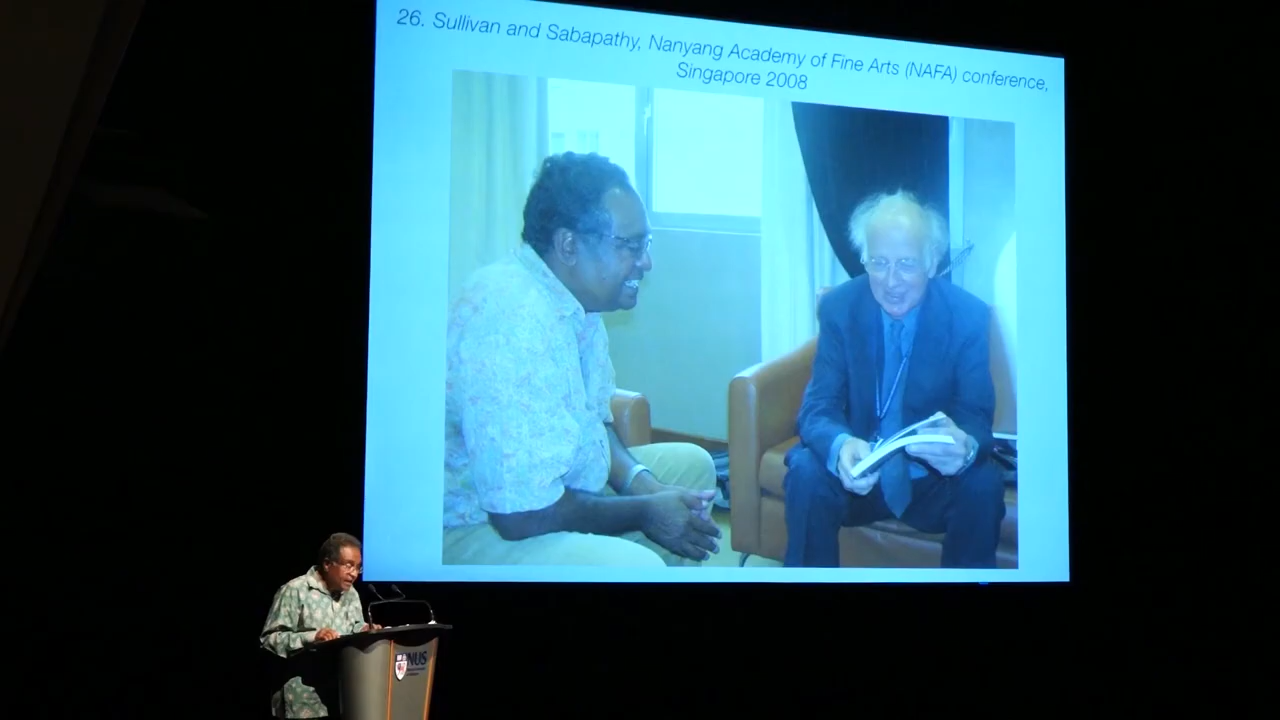 26. Sullivan and Sabapathy, Nanyang Academy of Fine Arts (NAFA) conference,
Singapore 2008
NUS